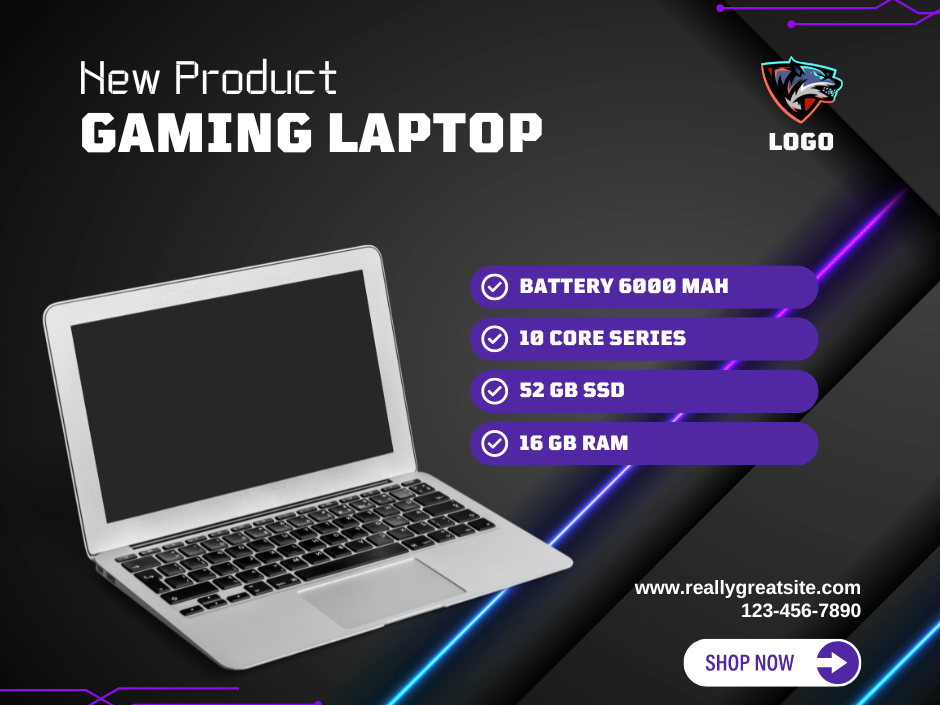 New Product
GAMING LAPTOP
LOGO
BATTERY 6000 MAH
10 CORE SERIES
52 GB SSD
16 GB RAM
www.reallygreatsite.com
123-456-7890
SHOP NOW